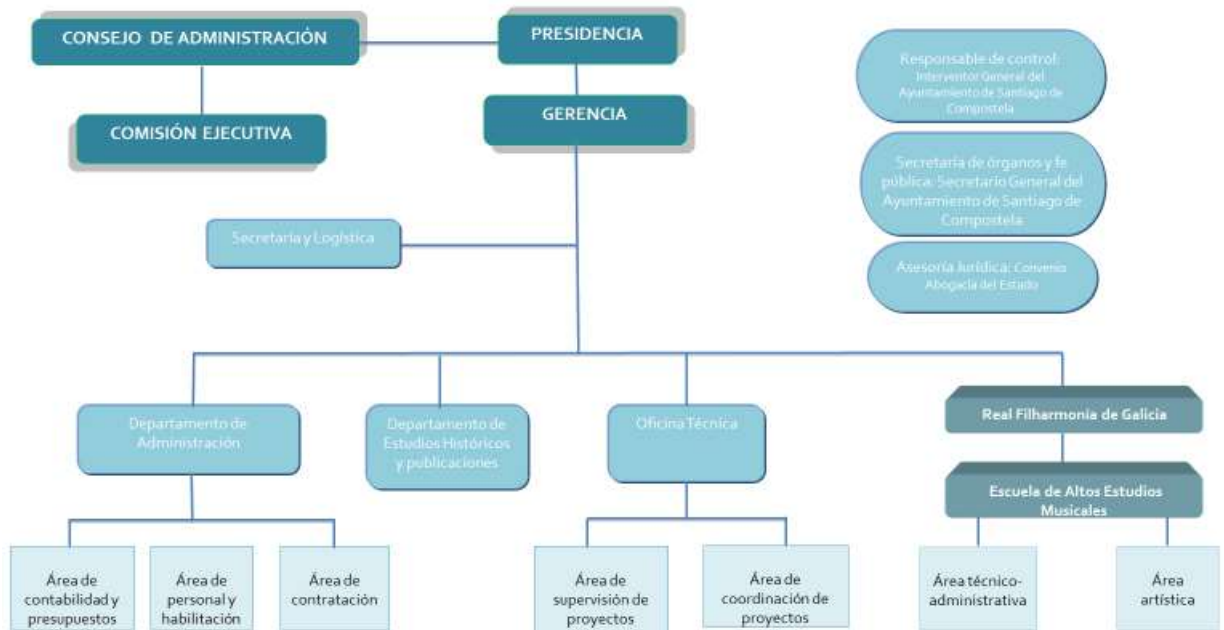 CONSEJO DE ADMINISTRACIÓN
PRESIDENCIA
COMISIÓN EJECUTIVA
GERENCIA
Responsable de control:
Interventor General del
Ayuntamiento de Santiago de
Compostela
Secretaría de órganos y fe
pública: Secretario General del
Ayuntamiento de Santiago de
Compostela
Asesoría Jurídica: Convenio
Abogacía del Estado
Secretaría y Logística
Departamento de
Administración
Departamento de
Estudios Históricos
y publicaciones
Oficina Técnica
Real Filharmonía de Galicia
Escuela de Altos Estudios
Musicales
Área de
contabilidad y
presupuestos
Área de
personal y
habilitación
Área de
contratación
Área de
supervisión de
proyectos
Área de
coordinación de
proyectos
Área técnico-
administrativa
Área
artística